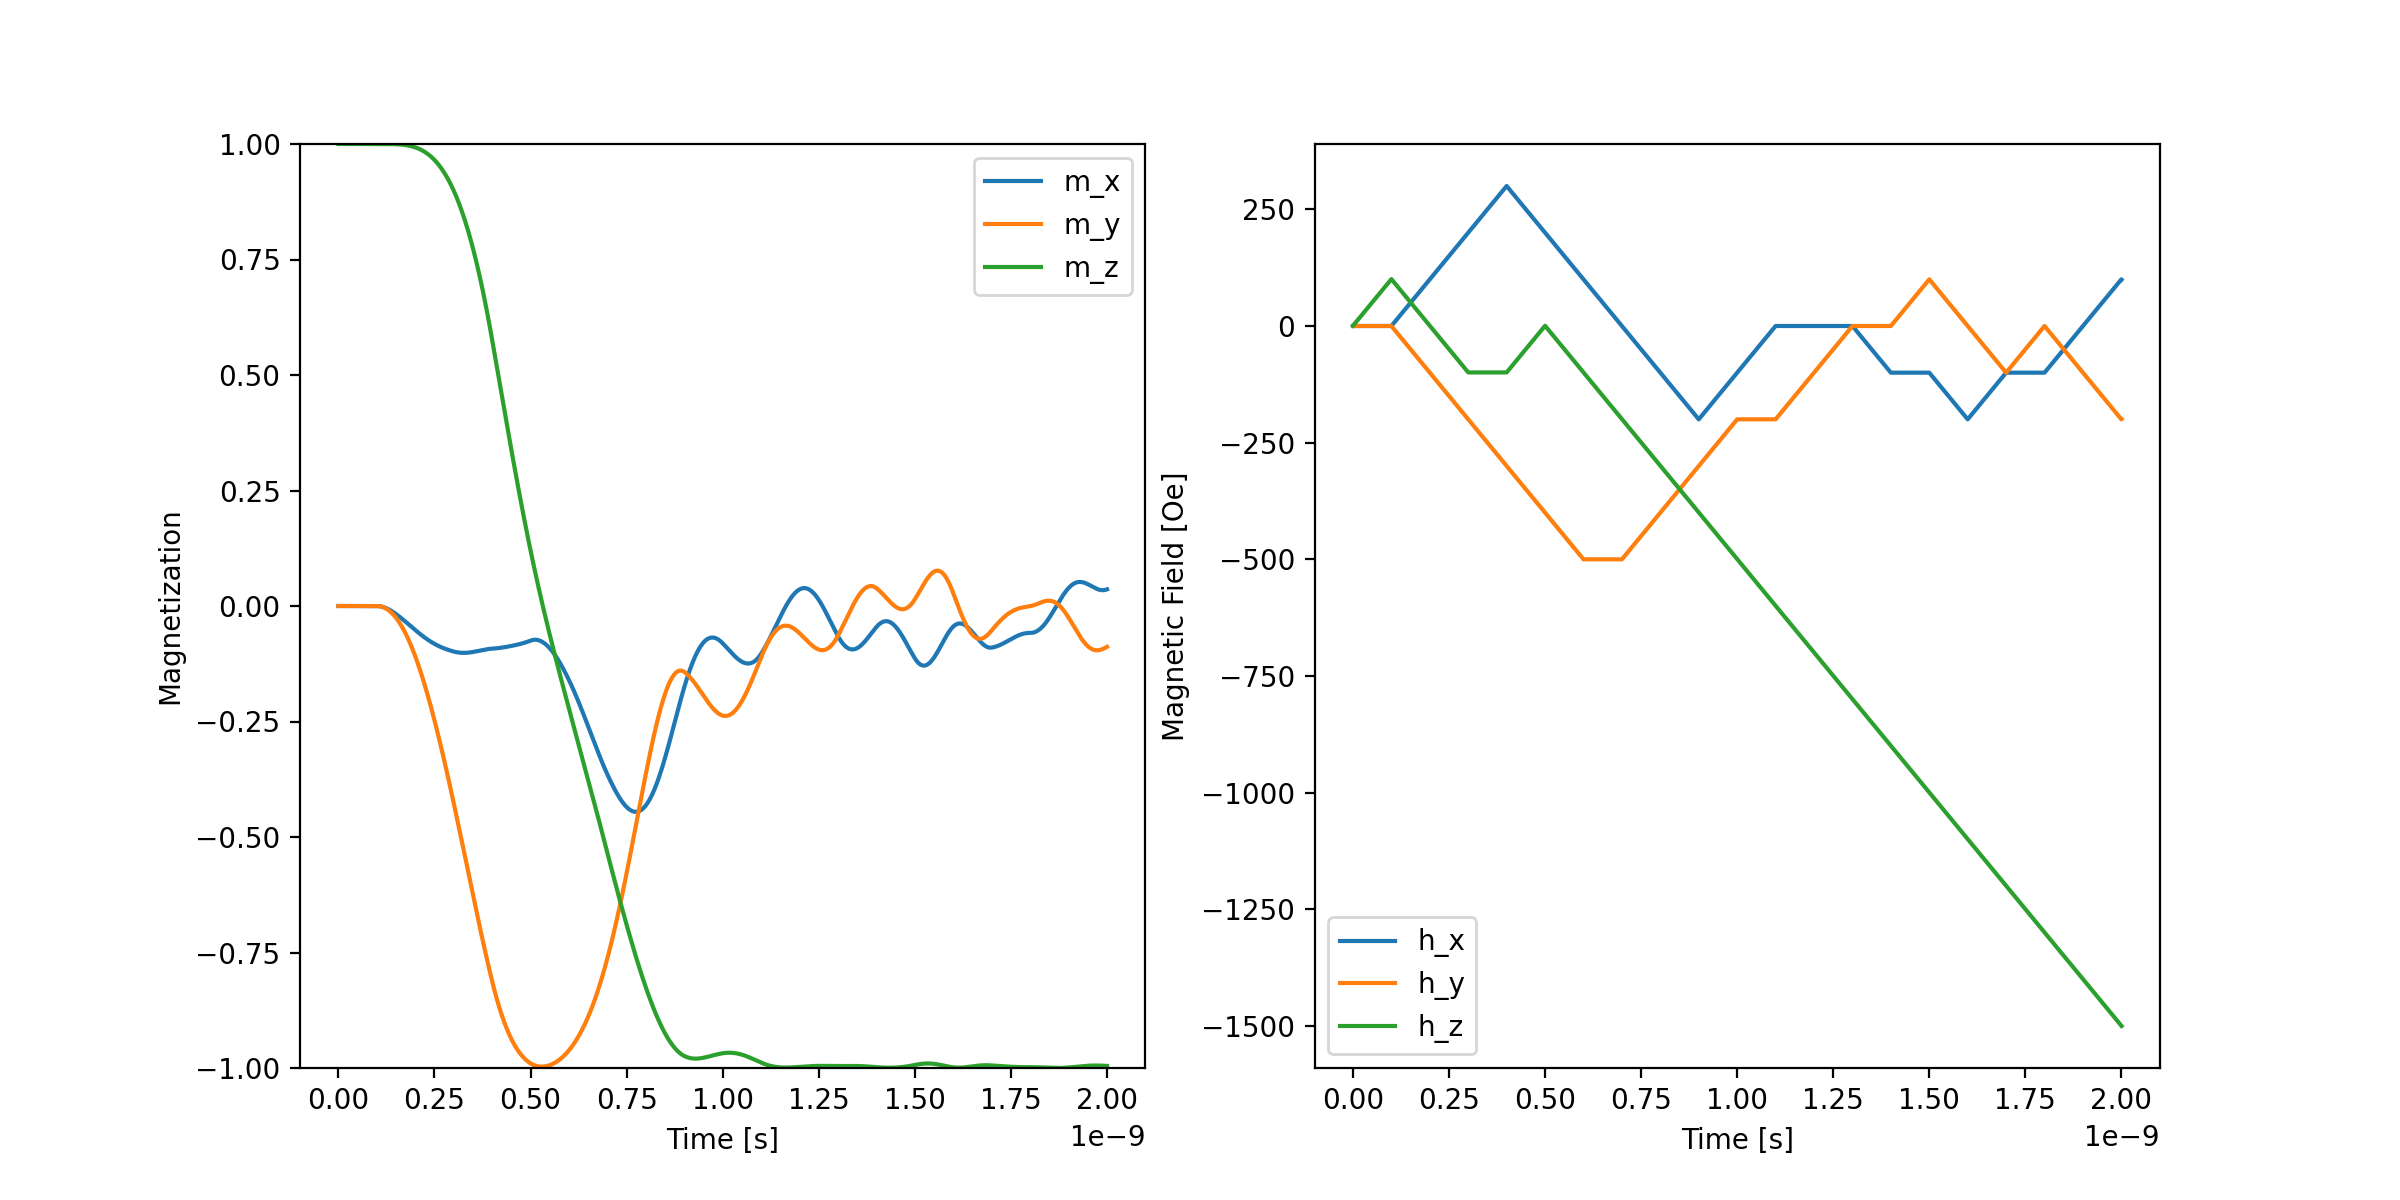 Magnetization
1.00
0.75
0.50
0.25
0.00
−0.25
−0.50
−0.75
−1.00
m_x
m_y
m_z
0.00 0.25 0.50 0.75 1.00 1.25 1.50 1.75 2.00
Time [s]
1e−9
Magnetic Field [Oe]
250
0
−250
−500
−750
−1000
−1250
−1500
h_x
h_y
h_z
0.00 0.25 0.50 0.75 1.00 1.25 1.50 1.75 2.00
Time [s]
1e−9